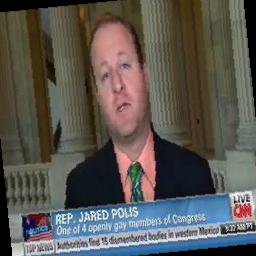 REP. JARED POLIS
One of 4 openly gay members of Congress
POLITICS
LIVE
CNN
TOP NEWS
Authorities find 15 dismembered bodies in western Mexico